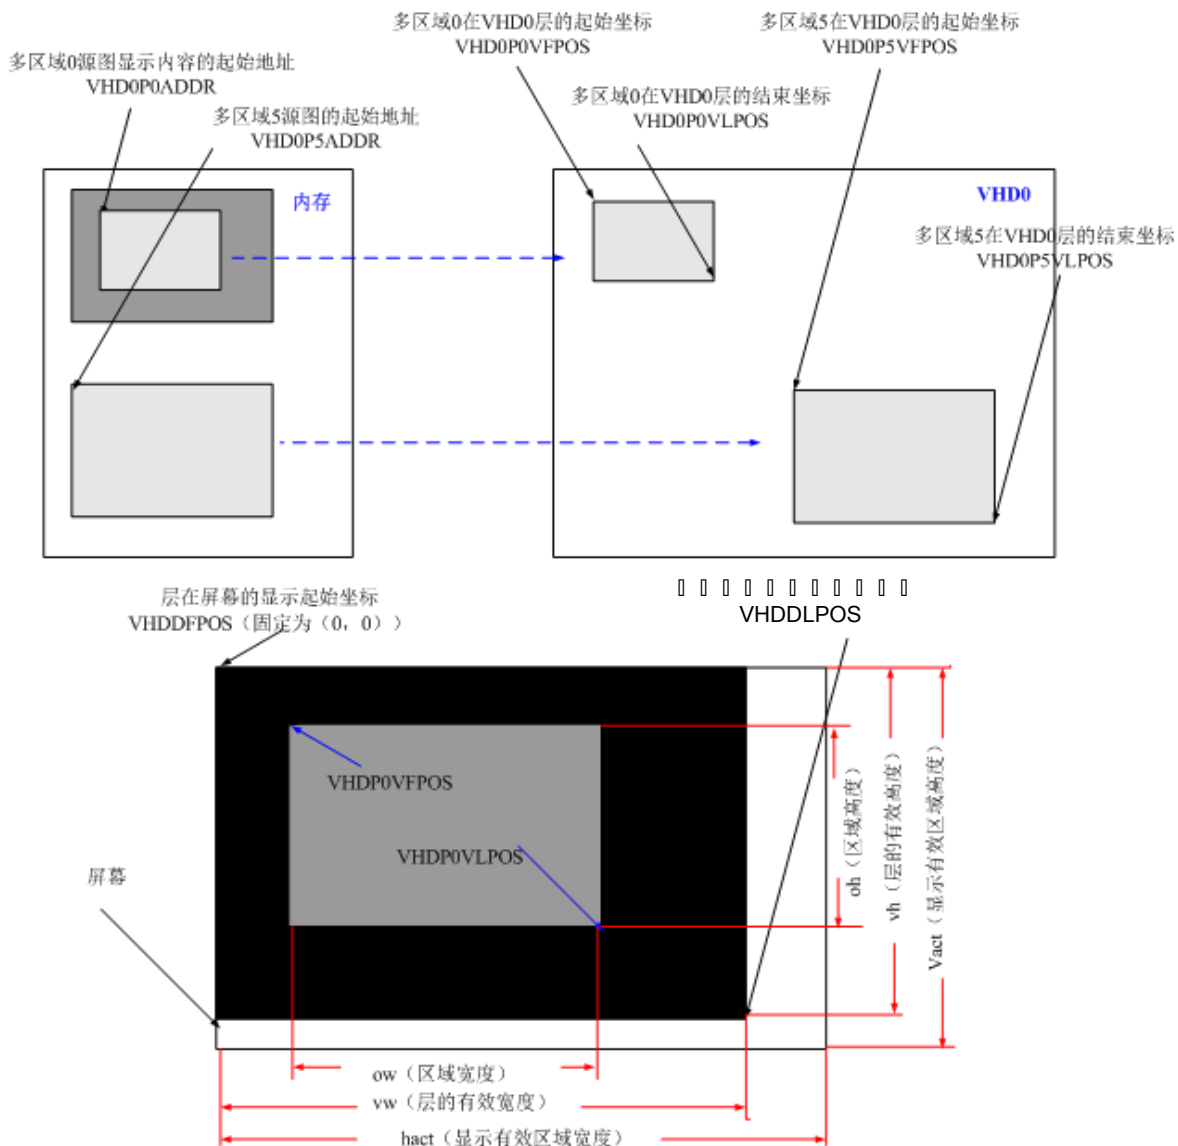 多区域0在VHD0层的起始坐标
VHD0P0VFPOS
多区域5在VHD0层的起始坐标
VHD0P5VFPOS
多区域0源图显示内容的起始地址
VHD0P0ADDR
多区域0在VHD0层的结束坐标
VHD0P0VLPOS
多区域5源图的起始地址
VHD0P5ADDR
内存
VHD0
多区域5在VHD0层的结束坐标
VHD0P5VLPOS
层在屏幕的显示起始坐标
VHDDFPOS（固定为（0，0））
VHDDLPOS
VHDP0VFPOS
VHDP0VLPOS
屏幕
oh（区域高度）
vh（层的有效高度）
Vact（显示有效区域高度）
ow（区域宽度）
vw（层的有效宽度）
hact（显示有效区域宽度）